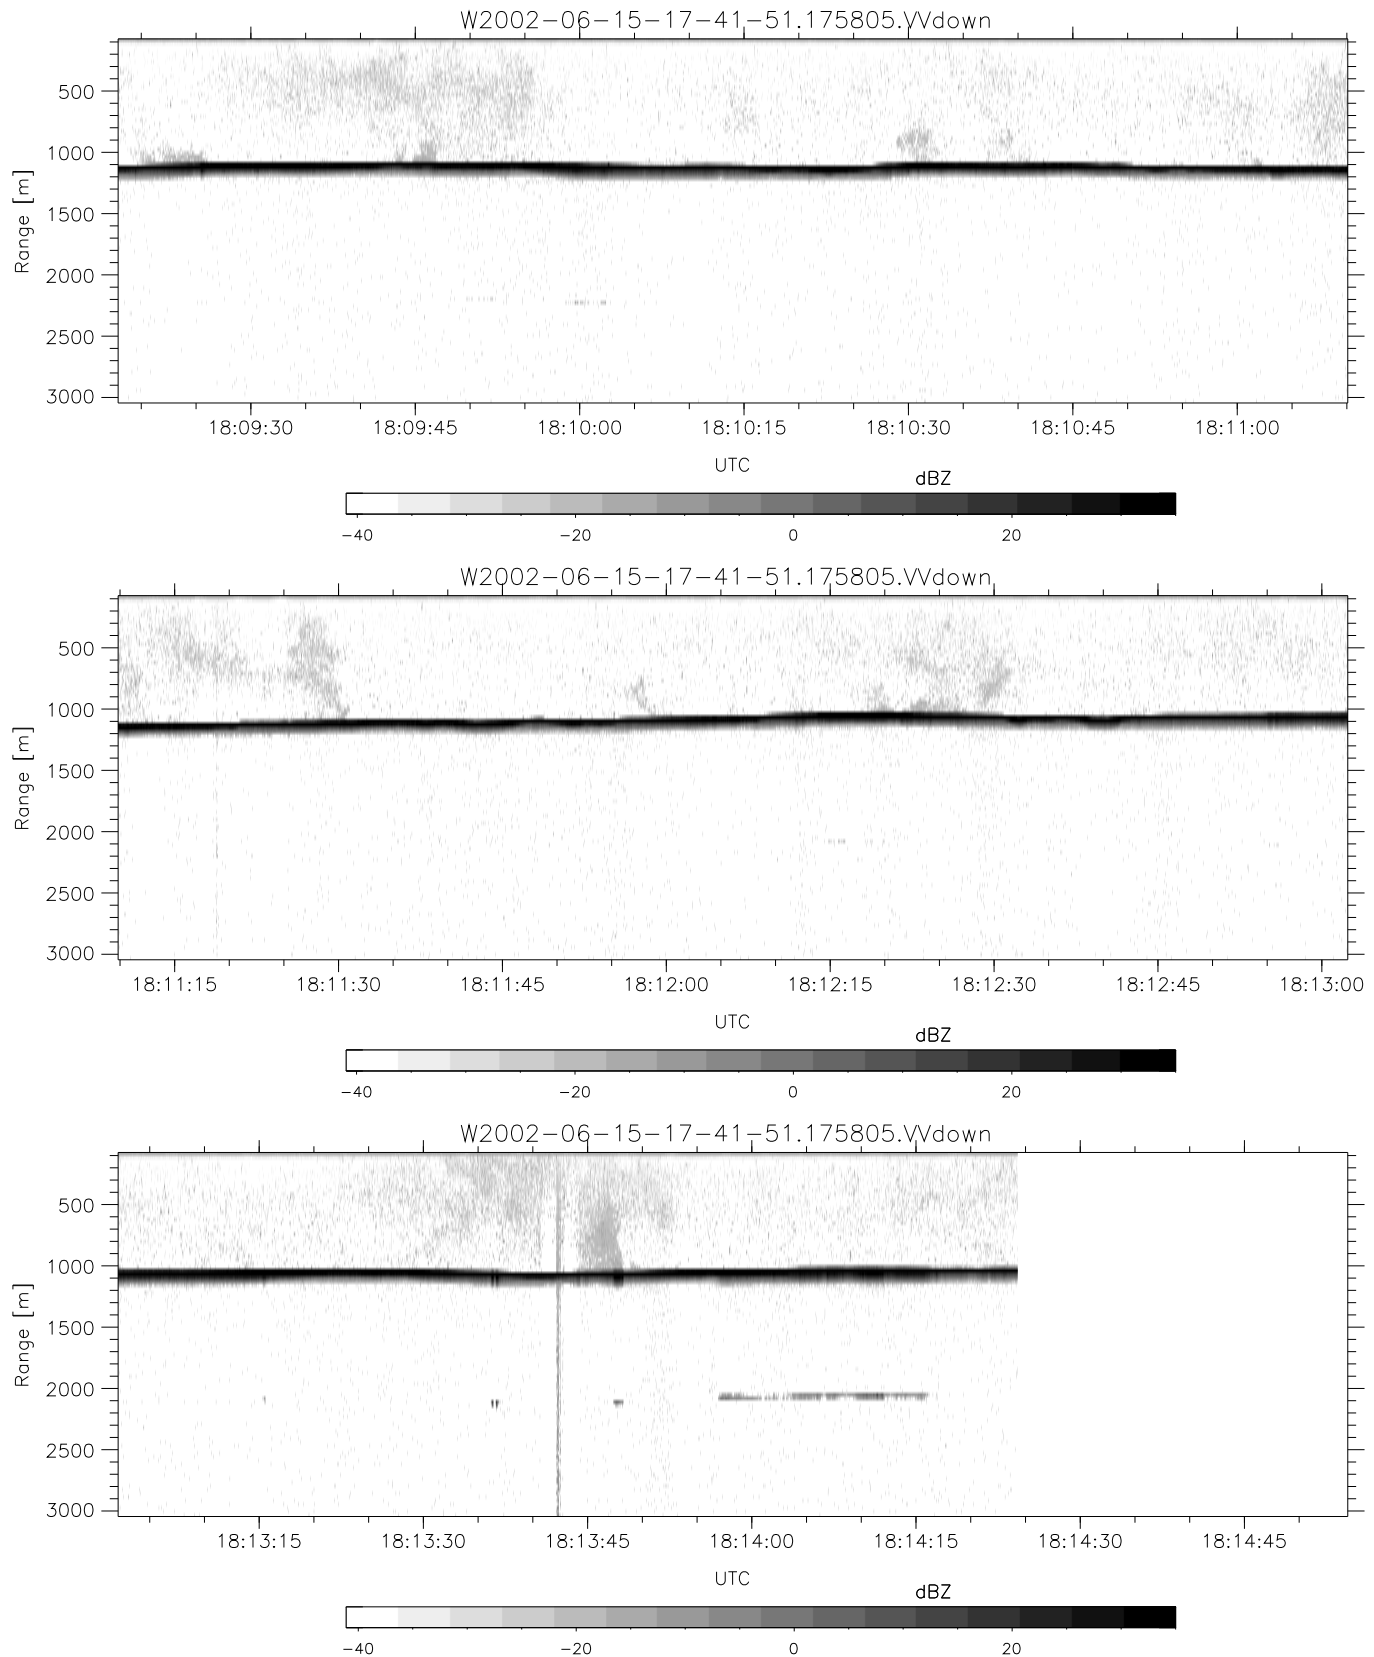 W2002-06-15-17-41-51.175805.VVdown
500
1000
1500
2000
2500
3000
Range [m]
18:09:30 18:09:45 18:10:00 18:10:15 18:10:30 18:10:45 18:11:00
UTC
dBZ
-40 -20 0 20
W2002-06-15-17-41-51.175805.VVdown
500
1000
1500
2000
2500
3000
Range [m]
18:11:15 18:11:30 18:11:45 18:12:00 18:12:15 18:12:30 18:12:45 18:13:00
UTC
dBZ
-40 -20 0 20
W2002-06-15-17-41-51.175805.VVdown
500
1000
1500
2000
2500
3000
Range [m]
18:13:15 18:13:30 18:13:45 18:14:00 18:14:15 18:14:30 18:14:45
UTC
dBZ
-40 -20 0 20